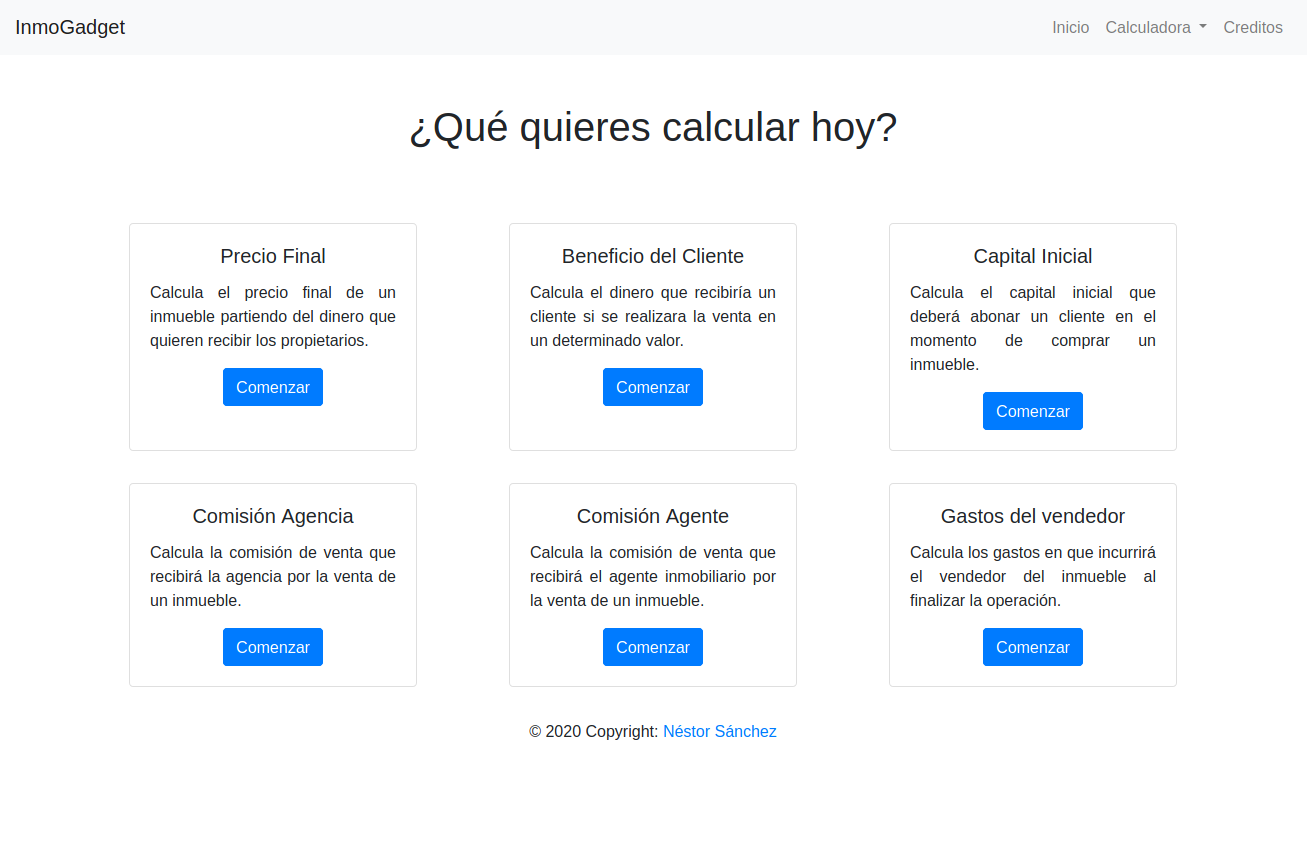 InmoGadget
Inicio
Calculadora
Creditos
¿Qué quieres calcular hoy?
Precio Final
Calcula el precio final de un
inmueble partiendo del dinero que
quieren recibir los propietarios.
Comenzar
Beneficio del Cliente
Calcula el dinero que recibiría un
cliente si se realizara la venta en
un determinado valor.
Comenzar
Capital Inicial
Calcula el capital inicial que
deberá abonar un cliente en el
momento de comprar un
inmueble.
Comenzar
Comisión Agencia
Calcula la comisión de venta que
recibirá la agencia por la venta de
un inmueble.
Comenzar
Comisión Agente
Calcula la comisión de venta que
recibirá el agente inmobiliario por
la venta de un inmueble.
Comenzar
Gastos del vendedor
Calcula los gastos en que incurrirá
el vendedor del inmueble al
finalizar la operación.
Comenzar
© 2020 Copyright: Néstor Sánchez